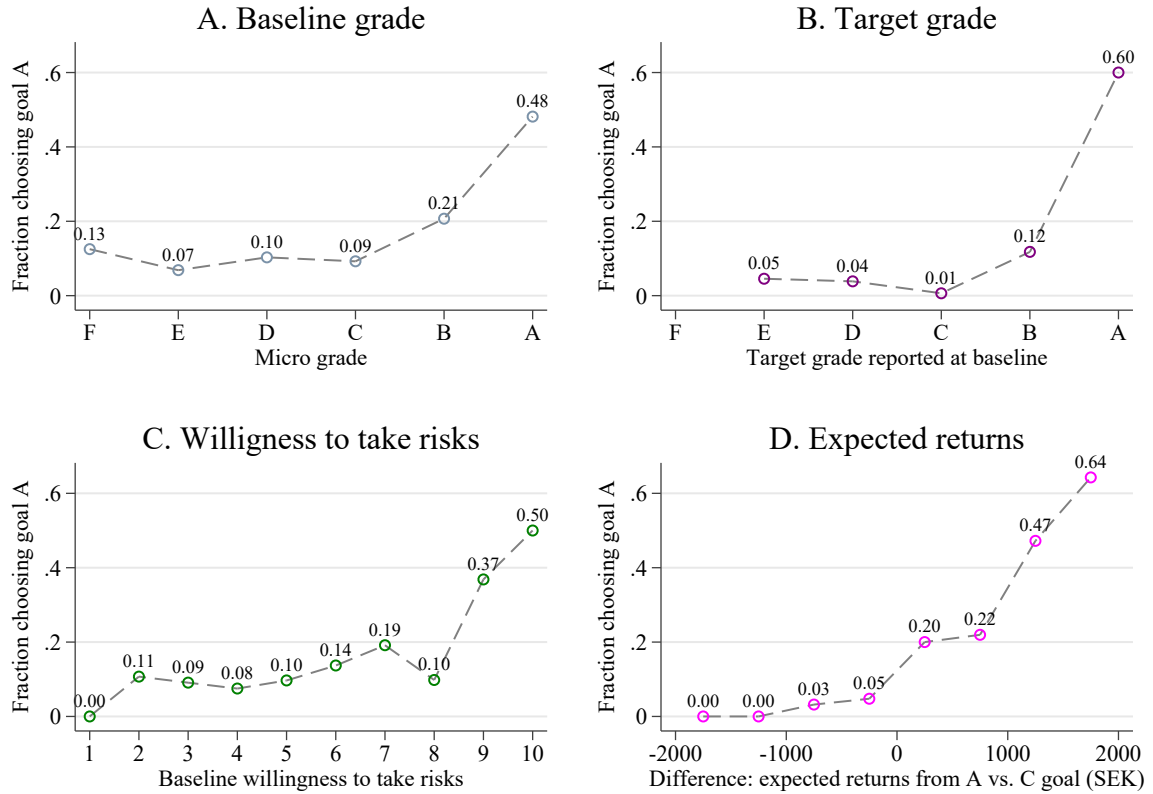 A. Baseline grade
Fraction choosing goal A
.6
.4
.2
0
0.13
0.07
0.10
0.09
0.21
0.48
F E D C B A
Micro grade
B. Target grade
Fraction choosing goal A
.6
.4
.2
0
0.05
0.04
0.01
0.12
0.60
F E D C B A
Target grade reported at baseline
C. Willigness to take risks
Fraction choosing goal A
.6
.4
.2
0
0.00
0.11
0.09
0.08
0.10
0.14
0.19
0.10
0.37
0.50
1 2 3 4 5 6 7 8 9 10
Baseline willingness to take risks
D. Expected returns
Fraction choosing goal A
.6
.4
.2
0
0.00
0.00
0.03
0.05
0.20
0.22
0.47
0.64
-2000 -1000 0 1000 2000
Difference: expected returns from A vs. C goal (SEK)